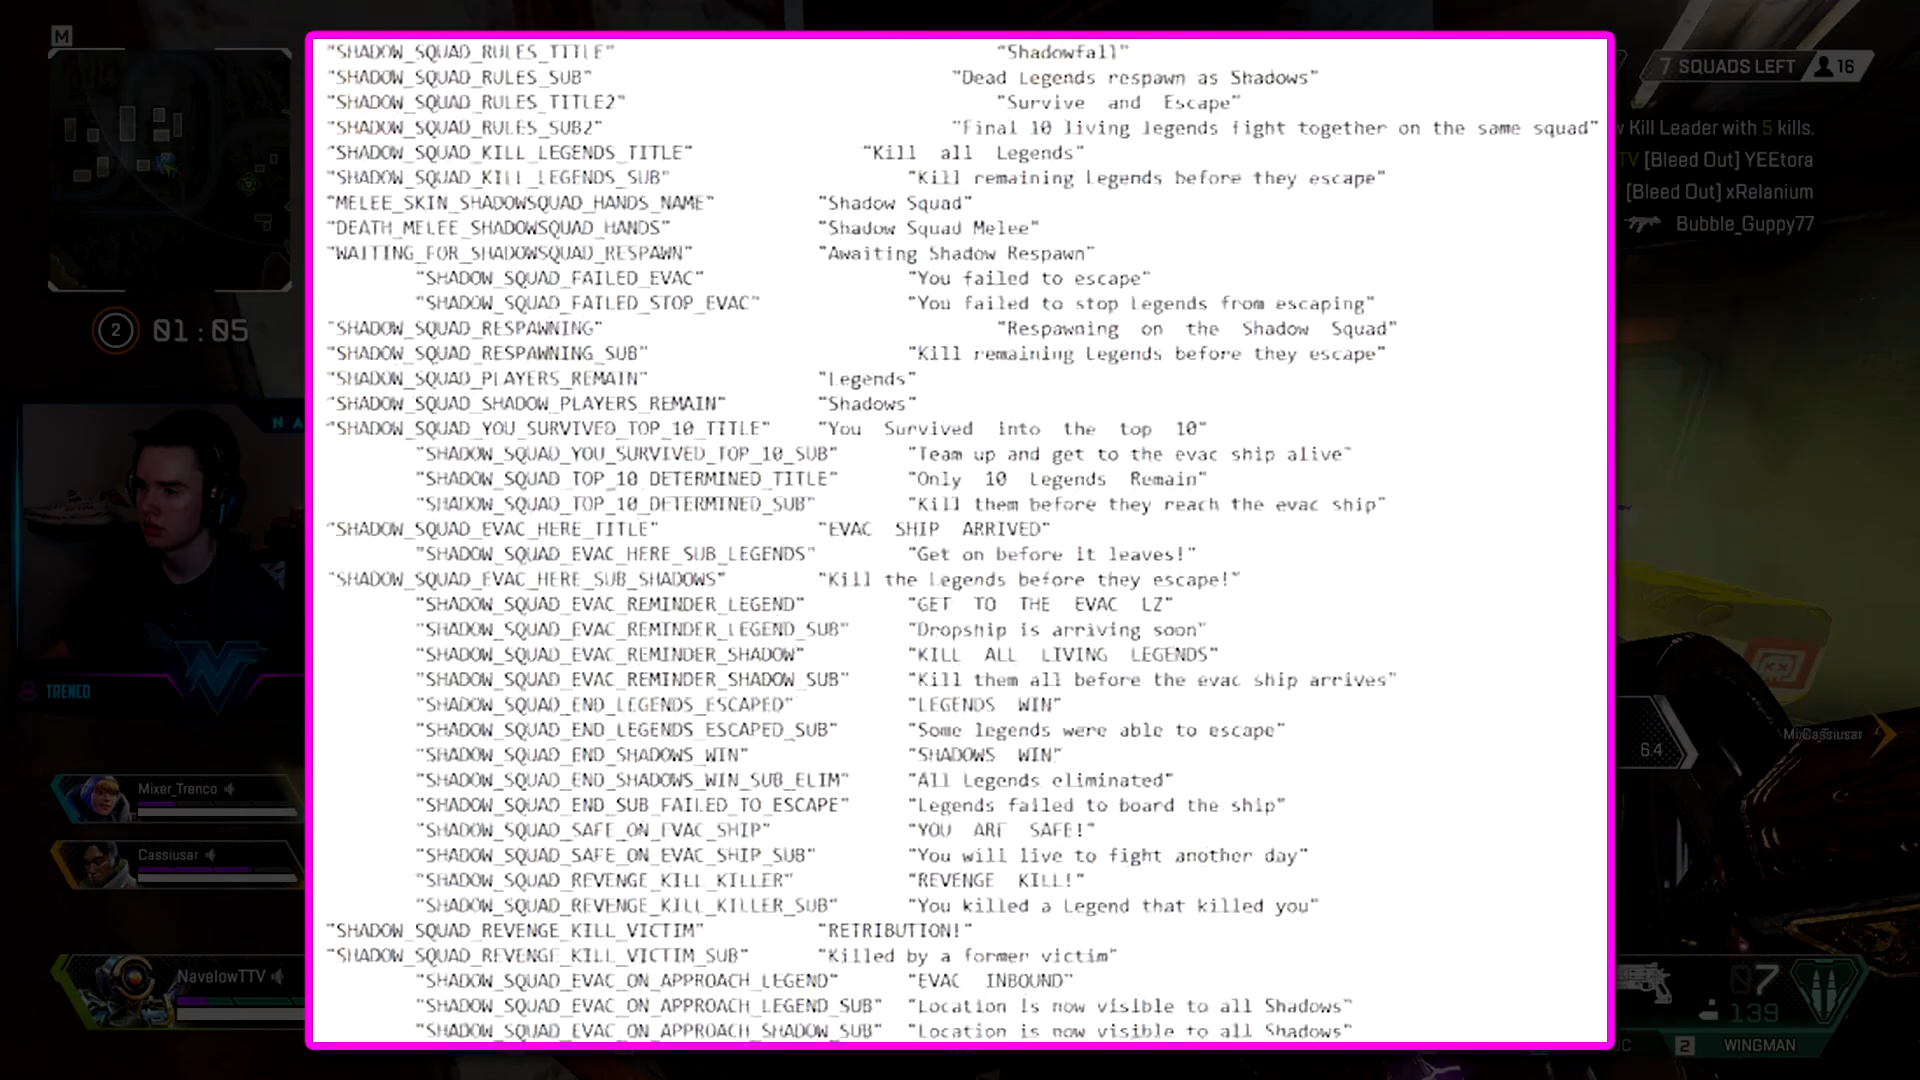 M
7 SQUADS LEFT 16
Kill Leader with 5 kills.
TV [Bleed Out] YEEtora
[Bleed Out] xRelanium
Bubble_Guppy77
2 01:05
"SHADOW_SQUAD_RULES_TITLE" "Shadowfall"
"SHADOW_SQUAD_RULES_SUB" "Dead Legends respawn as Shadows"
"SHADOW_SQUAD_RULES_TITLE2" "Survive and Escape"
"SHADOW_SQUAD_RULES_SUB2" "Final 10 living legends fight together on the same squad"
"SHADOW_SQUAD_KILL_LEGENDS_TITLE" "Kill all Legends"
"SHADOW_SQUAD_KILL_LEGENDS_SUB" "Kill remaining Legends before they escape"
"MELEE_SKIN_SHADOWSQUAD_HANDS_NAME" "Shadow Squad"
"DEATH_MELEE_SHADOWSQUAD_HANDS" "Shadow Squad Melee"
"WAITING_FOR_SHADOWSQUAD_RESPAWN" "Awaiting Shadow Respawn"
"SHADOW_SQUAD_FAILED_EVAC" "You failed to escape"
"SHADOW_SQUAD_FAILED_STOP_EVAC" "You failed to stop Legends from escaping"
"SHADOW_SQUAD_RESPAWNING" "Respawning on the Shadow Squad"
"SHADOW_SQUAD_RESPAWNING_SUB" "Kill remaining Legends before they escape"
"SHADOW_SQUAD_PLAYERS_REMAIN" "Legends"
"SHADOW_SQUAD_SHADOW_PLAYERS_REMAIN" "Shadows"
"SHADOW_SQUAD_YOU_SURVIVED_TOP_10_TITLE" "You Survived into the top 10"
"SHADOW_SQUAD_YOU_SURVIVED_TOP_10_SUB" "Team up and get to the evac ship alive"
"SHADOW_SQUAD_TOP_10_DETERMINED_TITLE" "Only 10 Legends Remain"
"SHADOW_SQUAD_TOP_10_DETERMINED_SUB" "Kill them before they reach the evac ship"
"SHADOW_SQUAD_EVAC_HERE_TITLE" "EVAC SHIP ARRIVED"
"SHADOW_SQUAD_EVAC_HERE_SUB_LEGENDS" "Get on before it leaves!"
"SHADOW_SQUAD_EVAC_HERE_SUB_SHADOWS" "Kill the Legends before they escape!"
"SHADOW_SQUAD_EVAC_REMINDER_LEGEND" "GET TO THE EVAC LZ"
"SHADOW_SQUAD_EVAC_REMINDER_LEGEND_SUB" "Dropship is arriving soon"
"SHADOW_SQUAD_EVAC_REMINDER_SHADOW" "KILL ALL LIVING LEGENDS"
"SHADOW_SQUAD_EVAC_REMINDER_SHADOW_SUB" "Kill them all before the evac ship arrives"
"SHADOW_SQUAD_END_LEGENDS_ESCAPED" "LEGENDS WIN"
"SHADOW_SQUAD_END_LEGENDS_ESCAPED_SUB" "Some legends were able to escape"
"SHADOW_SQUAD_END_SHADOWS_WIN" "SHADOWS WIN"
"SHADOW_SQUAD_END_SHADOWS_WIN_SUB_ELIM" "All Legends eliminated"
"SHADOW_SQUAD_END_SUB_FAILED_TO_ESCAPE" "Legends failed to board the ship"
"SHADOW_SQUAD_SAFE_ON_EVAC_SHIP" "YOU ARE SAFE!"
"SHADOW_SQUAD_SAFE_ON_EVAC_SHIP_SUB" "You will live to fight another day"
"SHADOW_SQUAD_REVENGE_KILL_KILLER" "REVENGE KILL!"
"SHADOW_SQUAD_REVENGE_KILL_KILLER_SUB" "You killed a Legend that killed you"
"SHADOW_SQUAD_REVENGE_KILL_VICTIM" "RETRIBUTION!"
"SHADOW_SQUAD_REVENGE_KILL_VICTIM_SUB" "Killed by a former victim"
"SHADOW_SQUAD_EVAC_ON_APPROACH_LEGEND" "EVAC INBOUND"
"SHADOW_SQUAD_EVAC_ON_APPROACH_LEGEND_SUB" "Location is now visible to all Shadows"
"SHADOW_SQUAD_EVAC_ON_APPROACH_SHADOW_SUB" "Location is now visible to all Shadows"
TRENCO
Mixer_Trenco
Cassiusar
NavelowTTV
64
MixCassiusar
07
139
2 WINGMAN